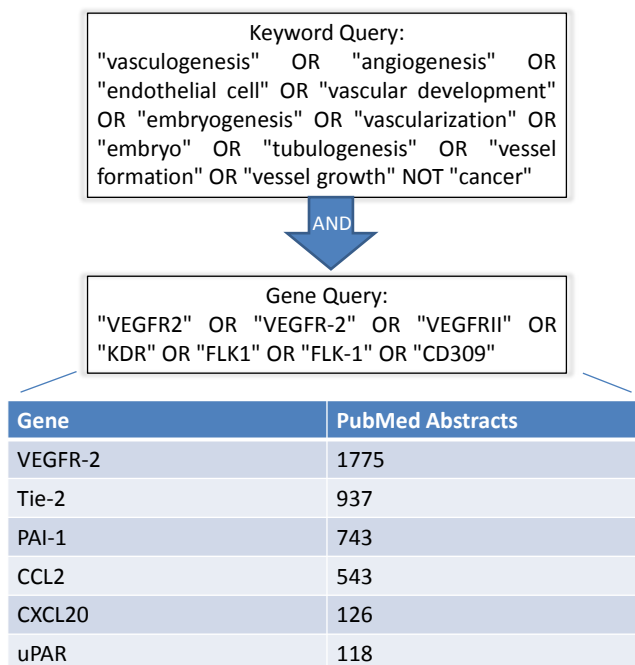 Keyword Query:
"vasculogenesis" OR "angiogenesis" OR
"endothelial cell" OR "vascular development"
OR "embryogenesis" OR "vascularization" OR
"embryo" OR "tubulogenesis" OR "vessel
formation" OR "vessel growth" NOT "cancer"
AND
Gene Query:
"VEGFR2" OR "VEGFR-2" OR "VEGFRII" OR
"KDR" OR "FLK1" OR "FLK-1" OR "CD309"
Gene PubMed Abstracts
VEGFR-2 1775
Tie-2 937
PAI-1 743
CCL2 543
CXCL20 126
uPAR 118